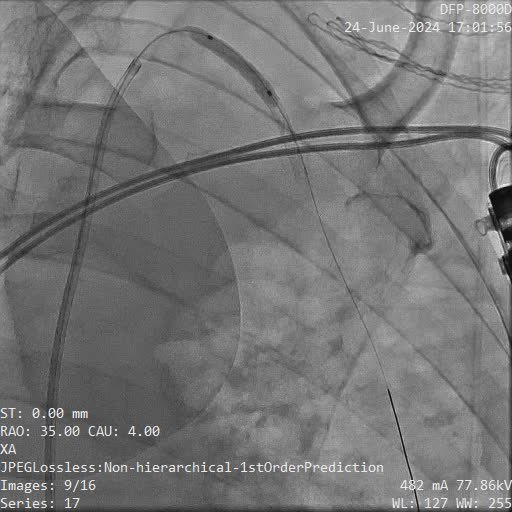 DFP-8000D
24-June-2024 17:01:56
ST: 0.00 mm
RAO: 35.00 CAU: 4.00
XA
JPEGLossless:Non-hierarchical-1stOrderPrediction
Images: 9/16
482 mA 77.86kV
Series: 17
WL: 127 WW: 255